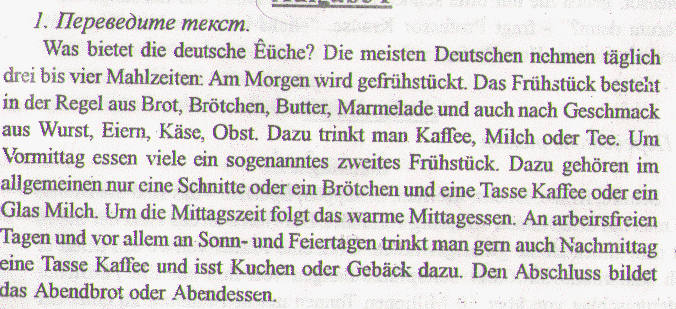 1. Переведите текст.
Was bietet die deutsche Êüche? Die meisten Deutschen nehmen täglich
drei bis vier Mahlzeiten: Am Morgen wird gefrühstückt. Das Frühstück besteht
in der Regel aus Brot, Brötchen, Butter, Marmelade und auch nach Geschmack
aus Wurst, Eiern, Käse, Obst. Dazu trinkt man Kaffee, Milch oder Tee. Um
Vormittag essen viele ein sogenanntes zweites Frühstück. Dazu gehören im
allgemeinen nur eine Schnitte oder ein Brötchen und eine Tasse Kaffee oder ein
Glas Milch. Um die Mittagszeit folgt das warme Mittagessen. An arbeirsfreien
Tagen und vor allem an Sonn- und Feiertagen trinkt man gern auch Nachmittag
eine Tasse Kaffee und isst Kuchen oder Gebäck dazu. Den Abschluss bildet
das Abendbrot oder Abendessen.